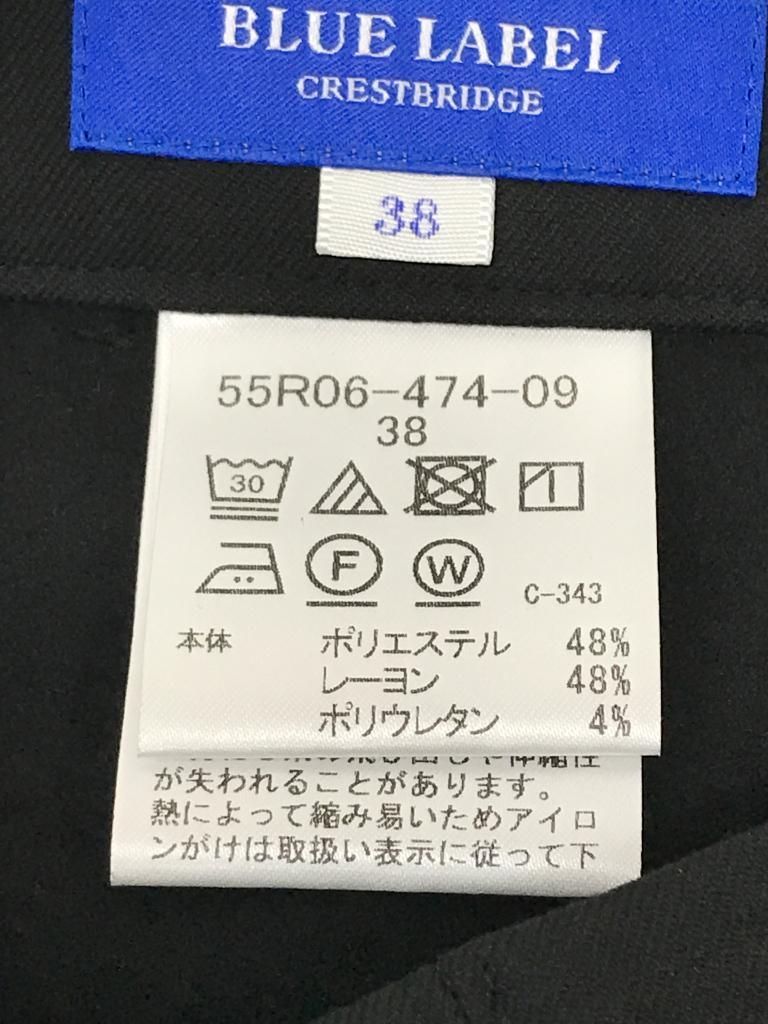 BLUE LABEL
CRESTBRIDGE
38
55R06-474-09
38
30
F W C-343
本体 ポリエステル 48%
レーヨン 48%
ポリウレタン 4%
が失われることがあります。
熱によって縮み易いためアイロ
ンがけは取扱い表示に従って下